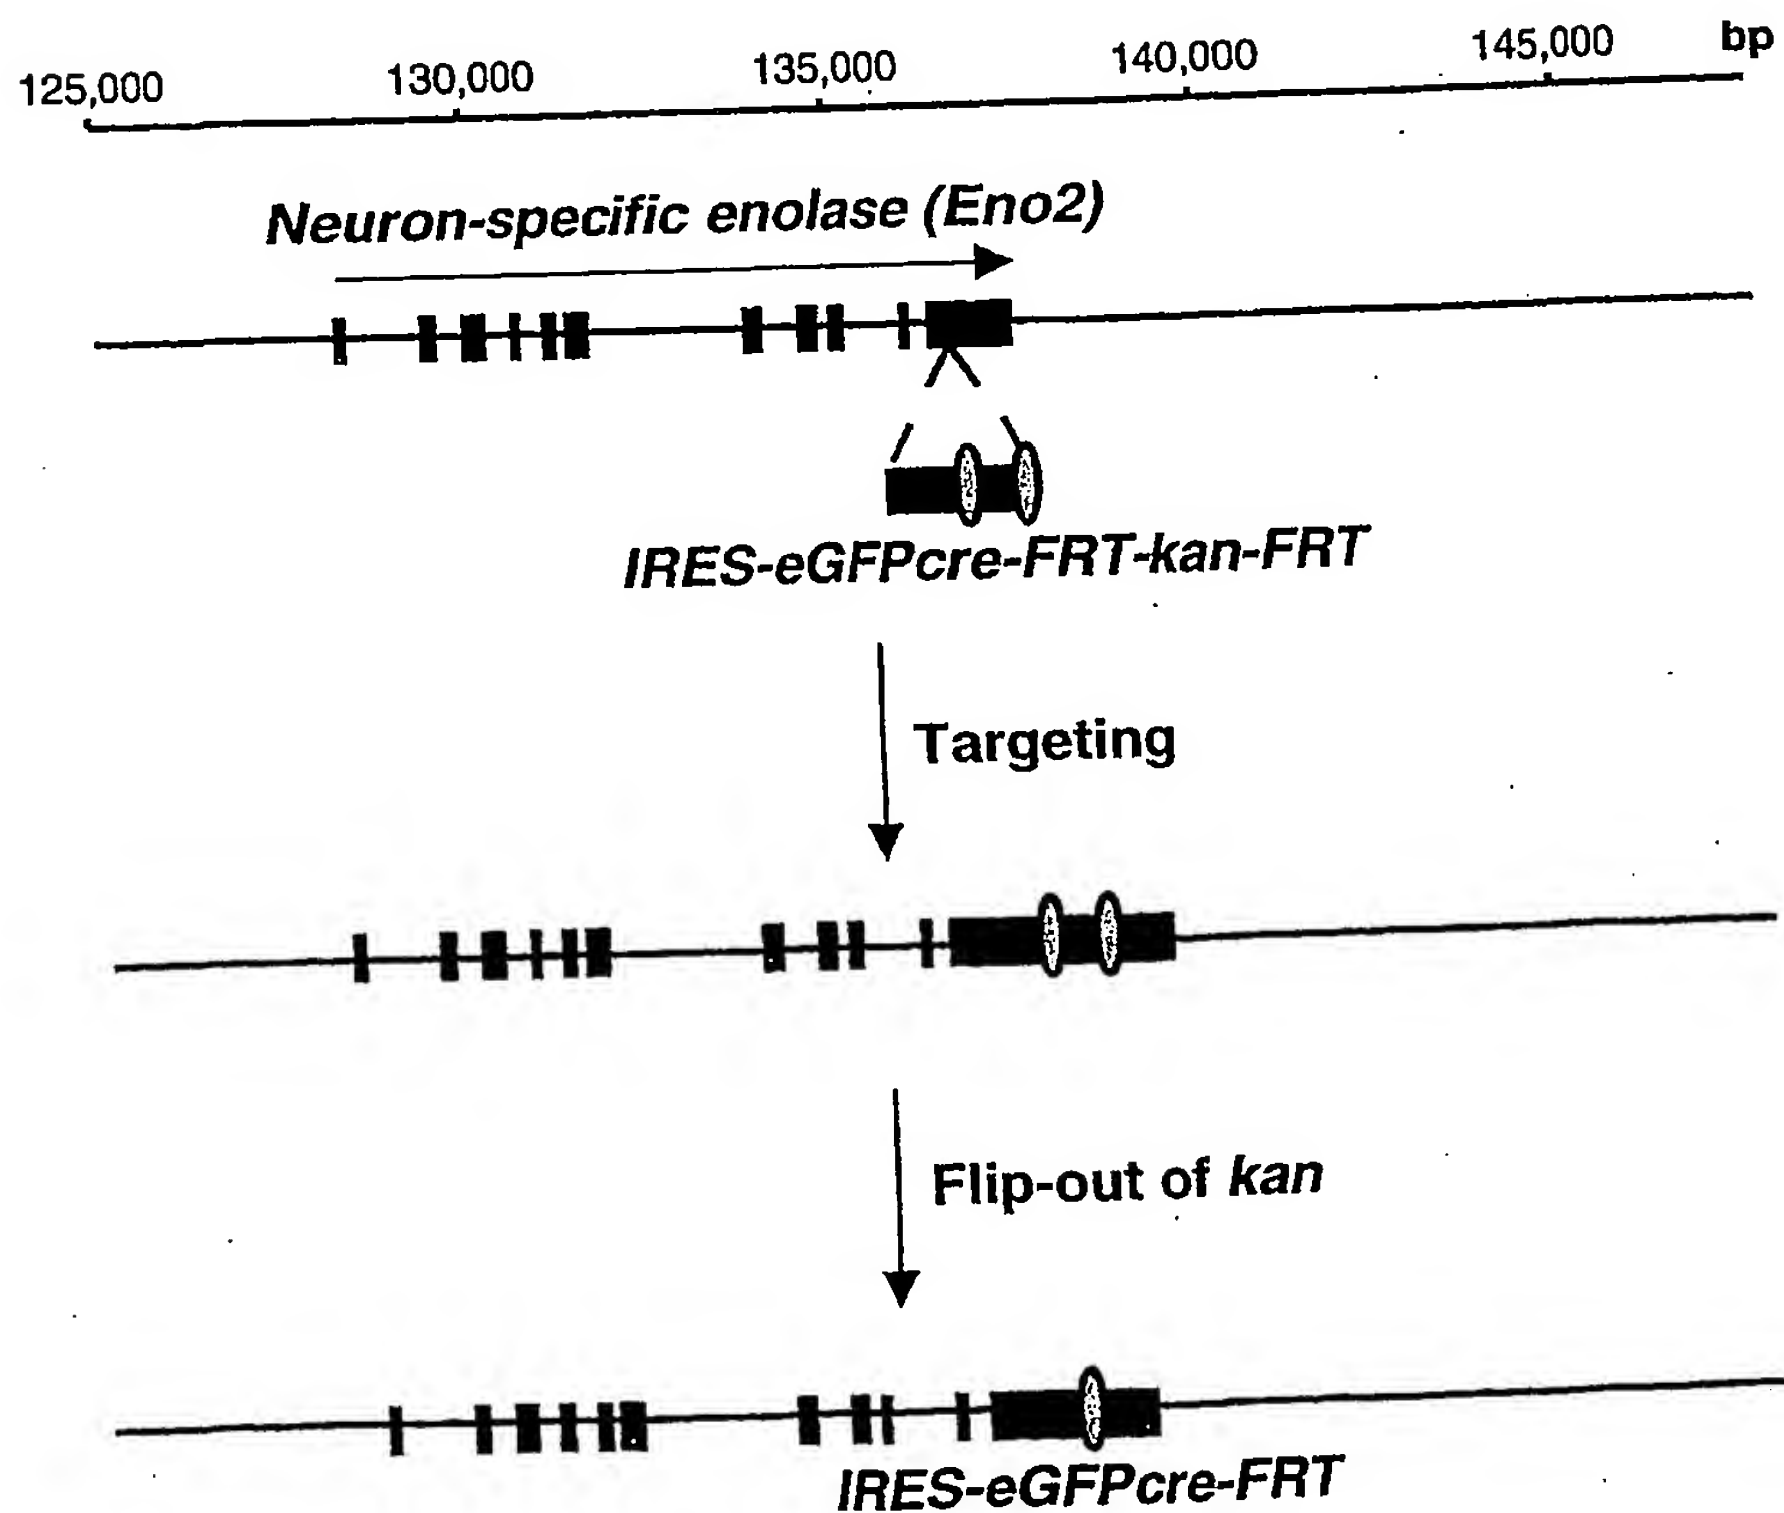 125,000 130,000 135,000 140,000 145,000 bp
Neuron-specific enolase (Eno2)
IRES-eGFPcre-FRT-kan-FRT
Targeting
Flip-out of kan
IRES-eGFPcre-FRT